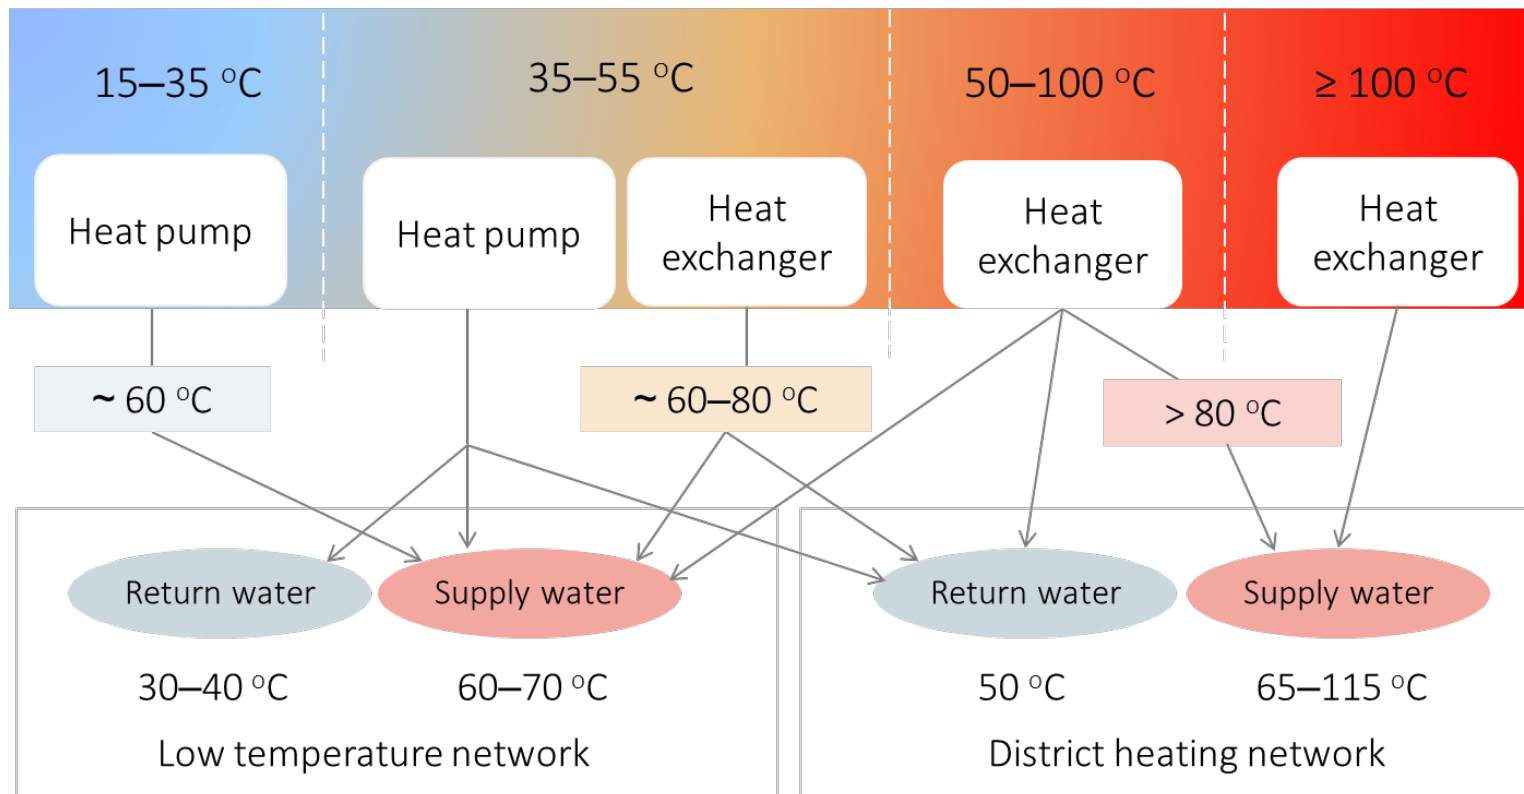 15–35 °C
35–55 °C
50–100 °C
≥ 100 °C
Heat pump
Heat pump
Heat
exchanger
Heat
exchanger
Heat
exchanger
~ 60 °C
~ 60–80 °C
> 80 °C
Return water
Supply water
Return water
Supply water
30–40 °C
60–70 °C
50 °C
65–115 °C
Low temperature network
District heating network